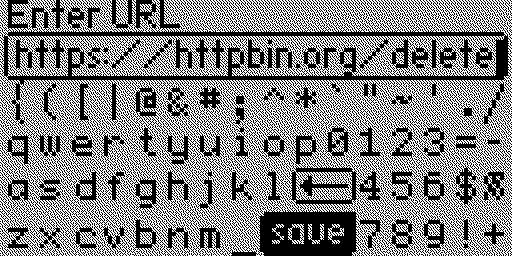 Enter URL
https://httpbin.org/delete
{ ( [ | @ & # ; ^ * ` " ~ ' . /
q w e r t y u i o p 0 1 2 3 = -
a s d f g h j k l 4 5 6 $ %
z x c v b n m _ save 7 8 9 ! +